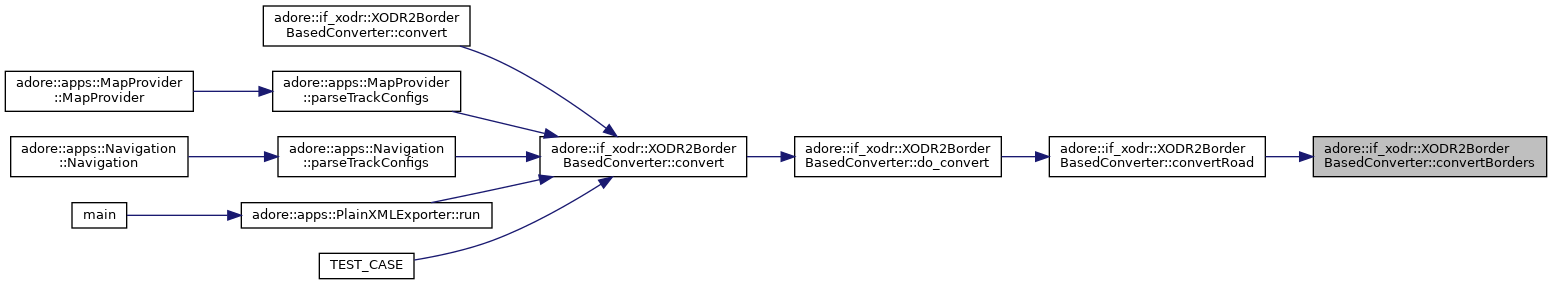 adore::if_xodr::XODR2Border
BasedConverter::convert
adore::apps::MapProvider
::MapProvider
adore::apps::MapProvider
::parseTrackConfigs
adore::apps::Navigation
::Navigation
adore::apps::Navigation
::parseTrackConfigs
adore::if_xodr::XODR2Border
BasedConverter::convert
adore::if_xodr::XODR2Border
BasedConverter::do_convert
adore::if_xodr::XODR2Border
BasedConverter::convertRoad
adore::if_xodr::XODR2Border
BasedConverter::convertBorders
main
adore::apps::PlainXMLExporter::run
TEST_CASE